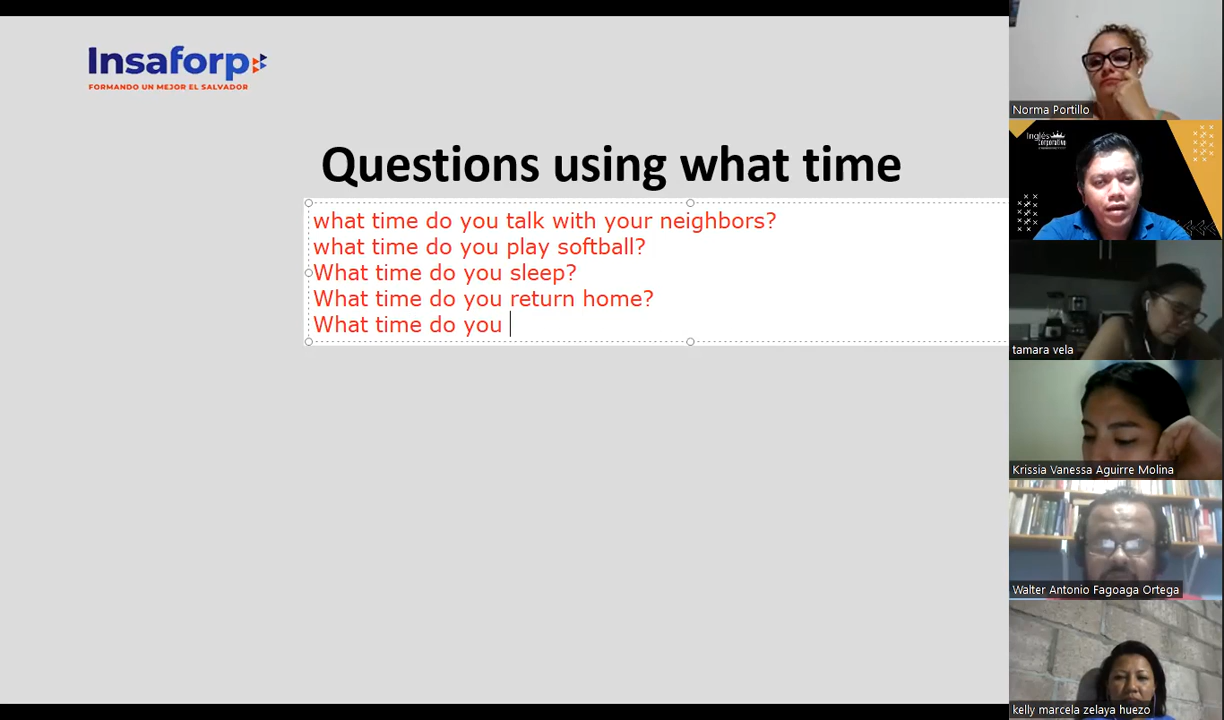 Insaforp
FORMANDO UN MEJOR EL SALVADOR
Questions using what time
what time do you talk with your neighbors?
what time do you play softball?
What time do you sleep?
What time do you return home?
What time do you
Norma Portillo
Inglés
Corporativo
tamara vela
Krissia Vanessa Aguirre Molina
Walter Antonio Fagoaga Ortega
kelly marcela zelaya huezo